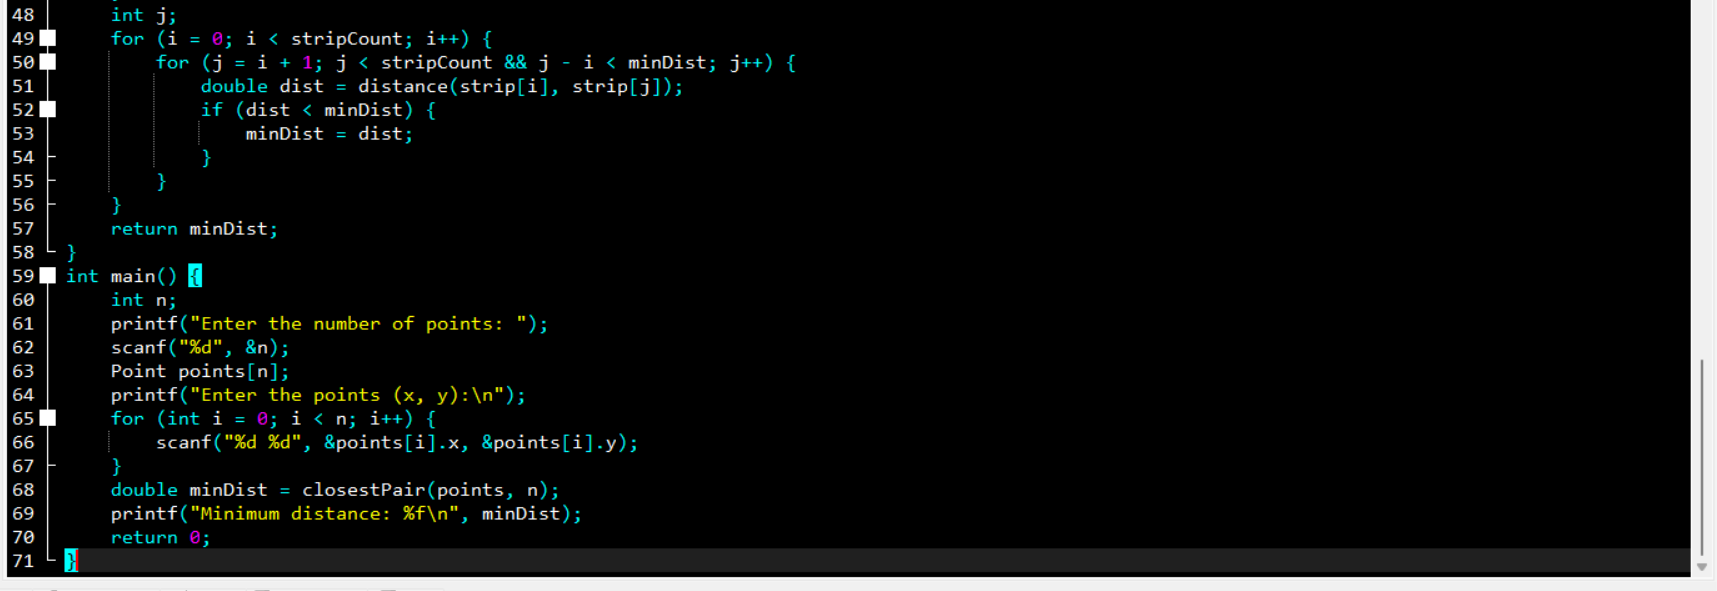 48     int j;
49     for (i = 0; i < stripCount; i++) {
50         for (j = i + 1; j < stripCount && j - i < minDist; j++) {
51             double dist = distance(strip[i], strip[j]);
52             if (dist < minDist) {
53                 minDist = dist;
54             }
55         }
56     }
57     return minDist;
58 }
59 int main() {
60     int n;
61     printf("Enter the number of points: ");
62     scanf("%d", &n);
63     Point points[n];
64     printf("Enter the points (x, y):\n");
65     for (int i = 0; i < n; i++) {
66         scanf("%d %d", &points[i].x, &points[i].y);
67     }
68     double minDist = closestPair(points, n);
69     printf("Minimum distance: %f\n", minDist);
70     return 0;
71 }